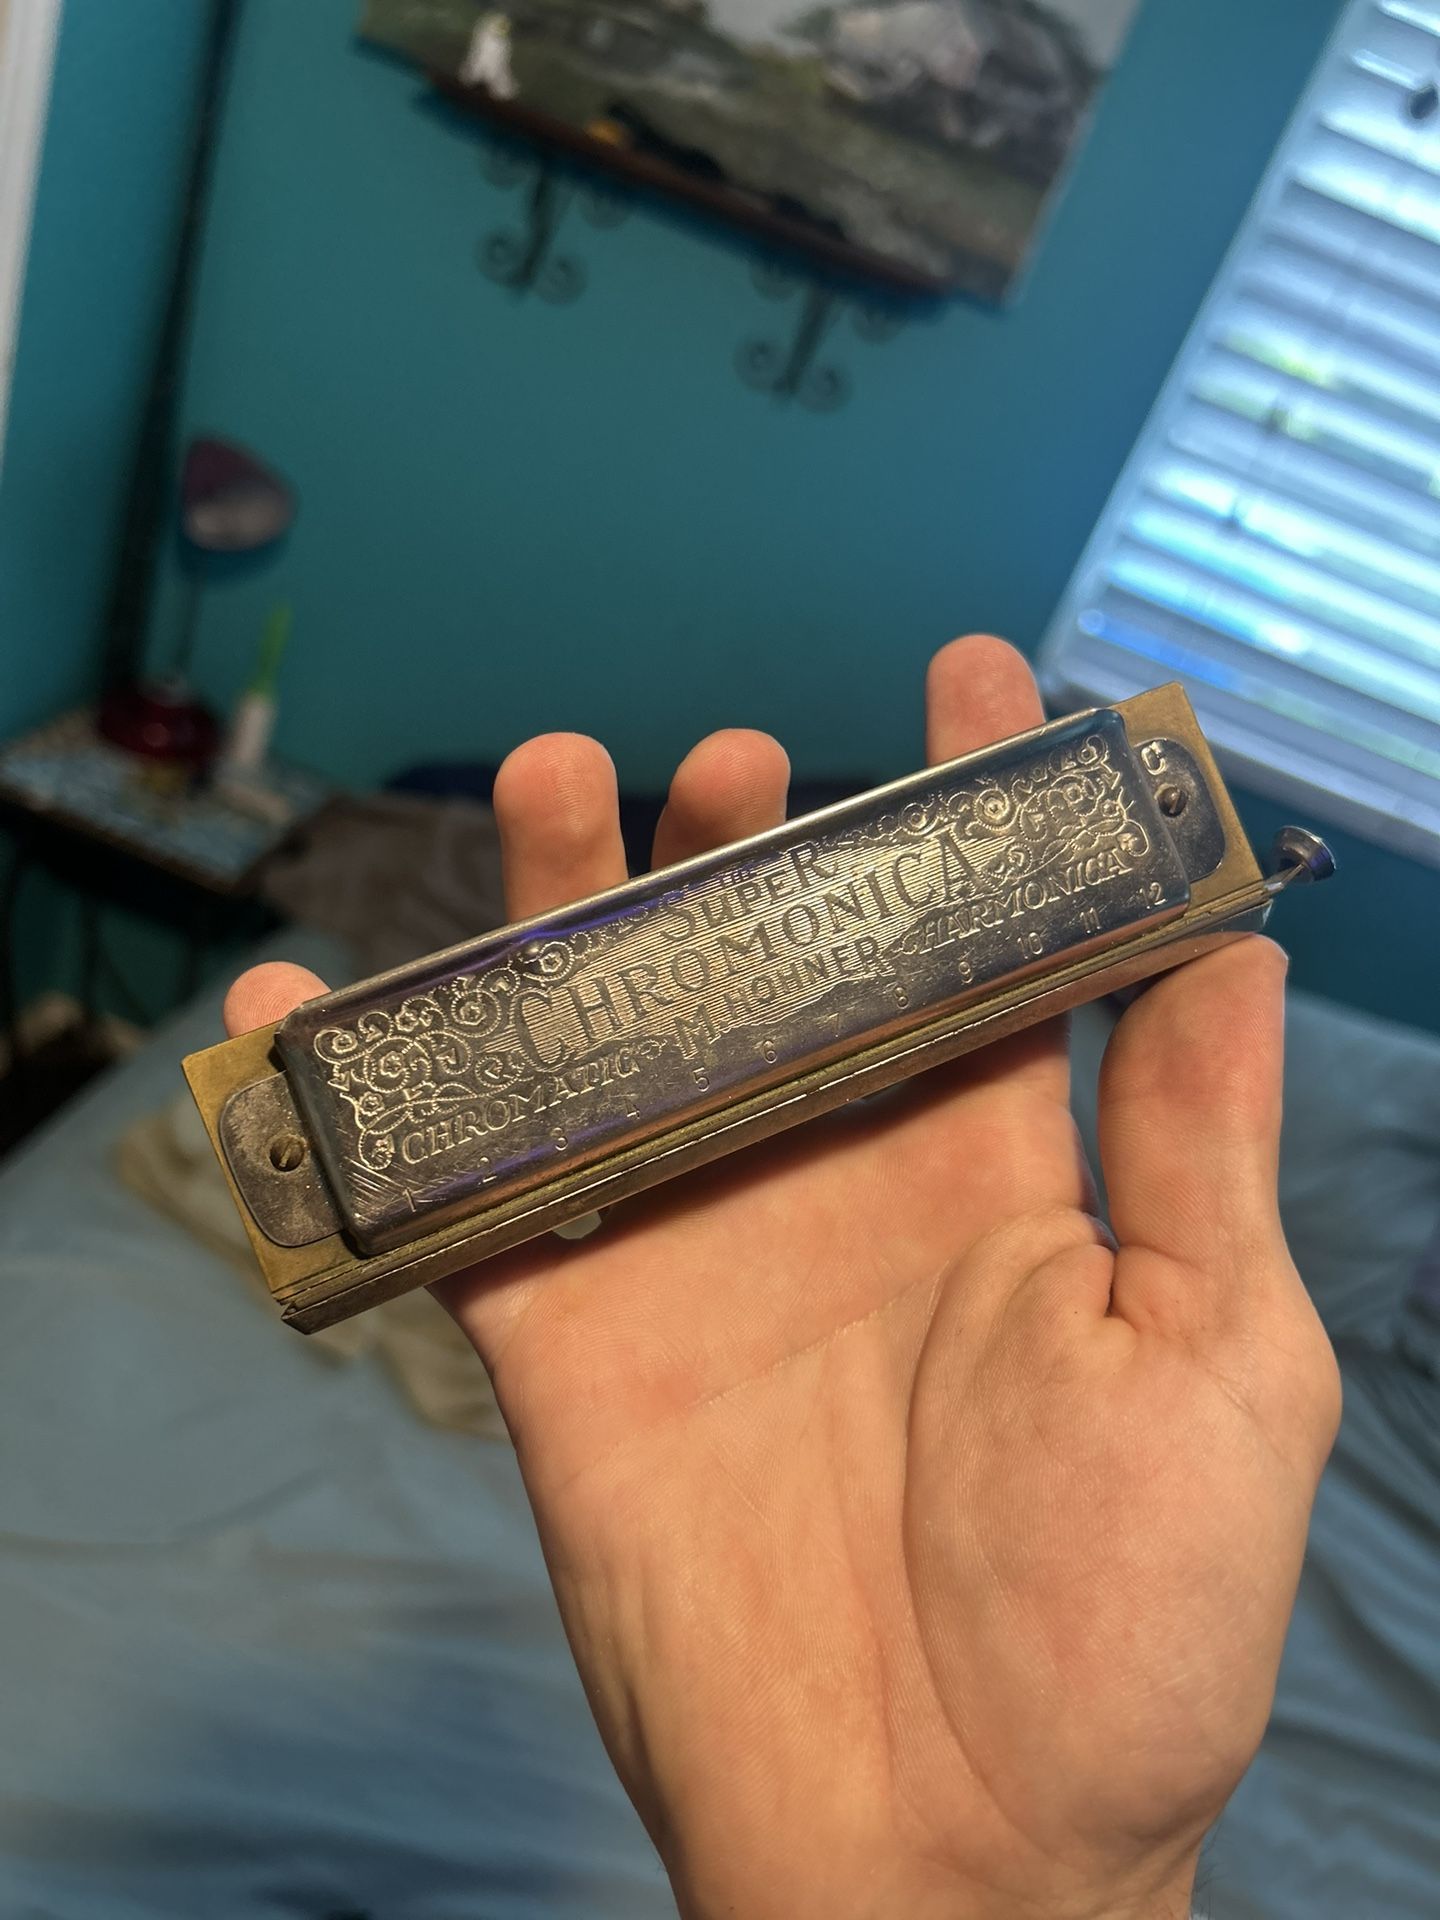 C
THE
SUPER
CHROMONICA
CHROMATIC M. HOHNER HARMONICA
1 2 3 4 5 6 7 8 9 10 11 12